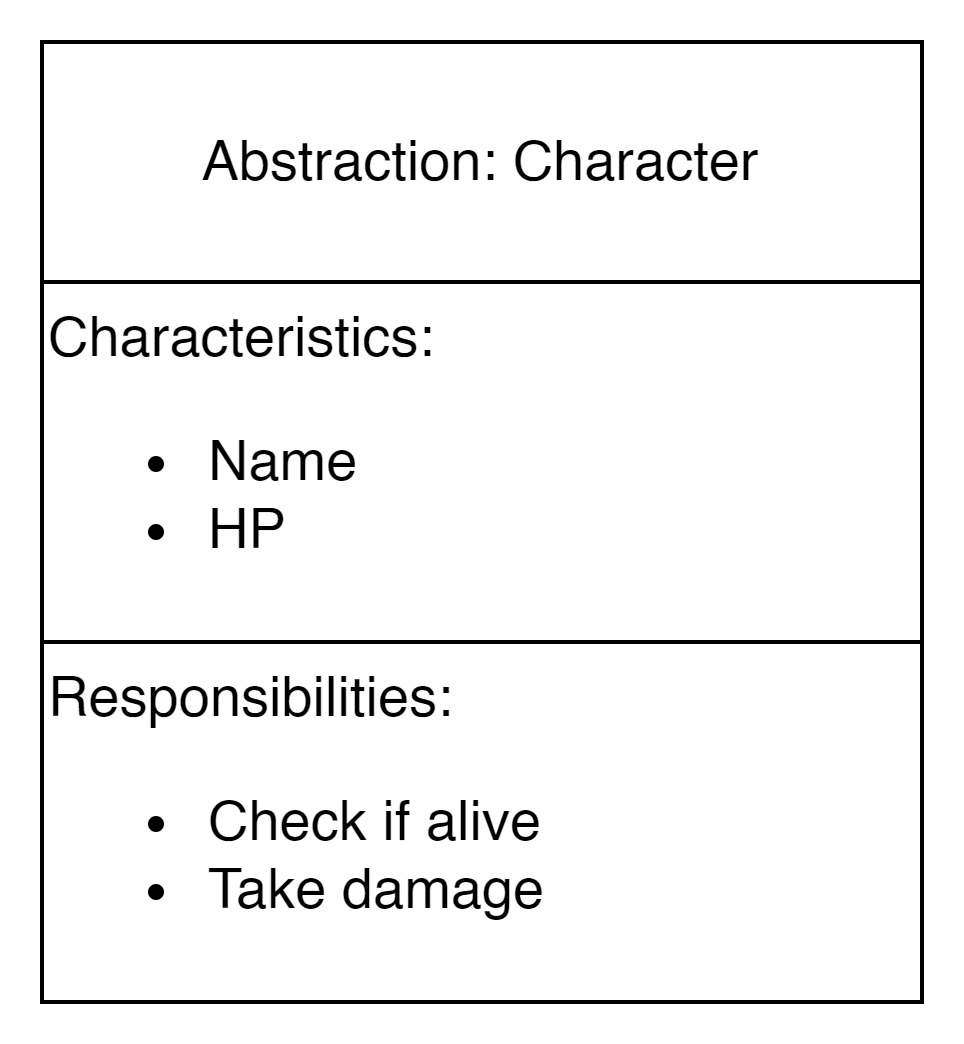 Abstraction: Character
Characteristics:
• Name
• HP
Responsibilities:
• Check if alive
• Take damage